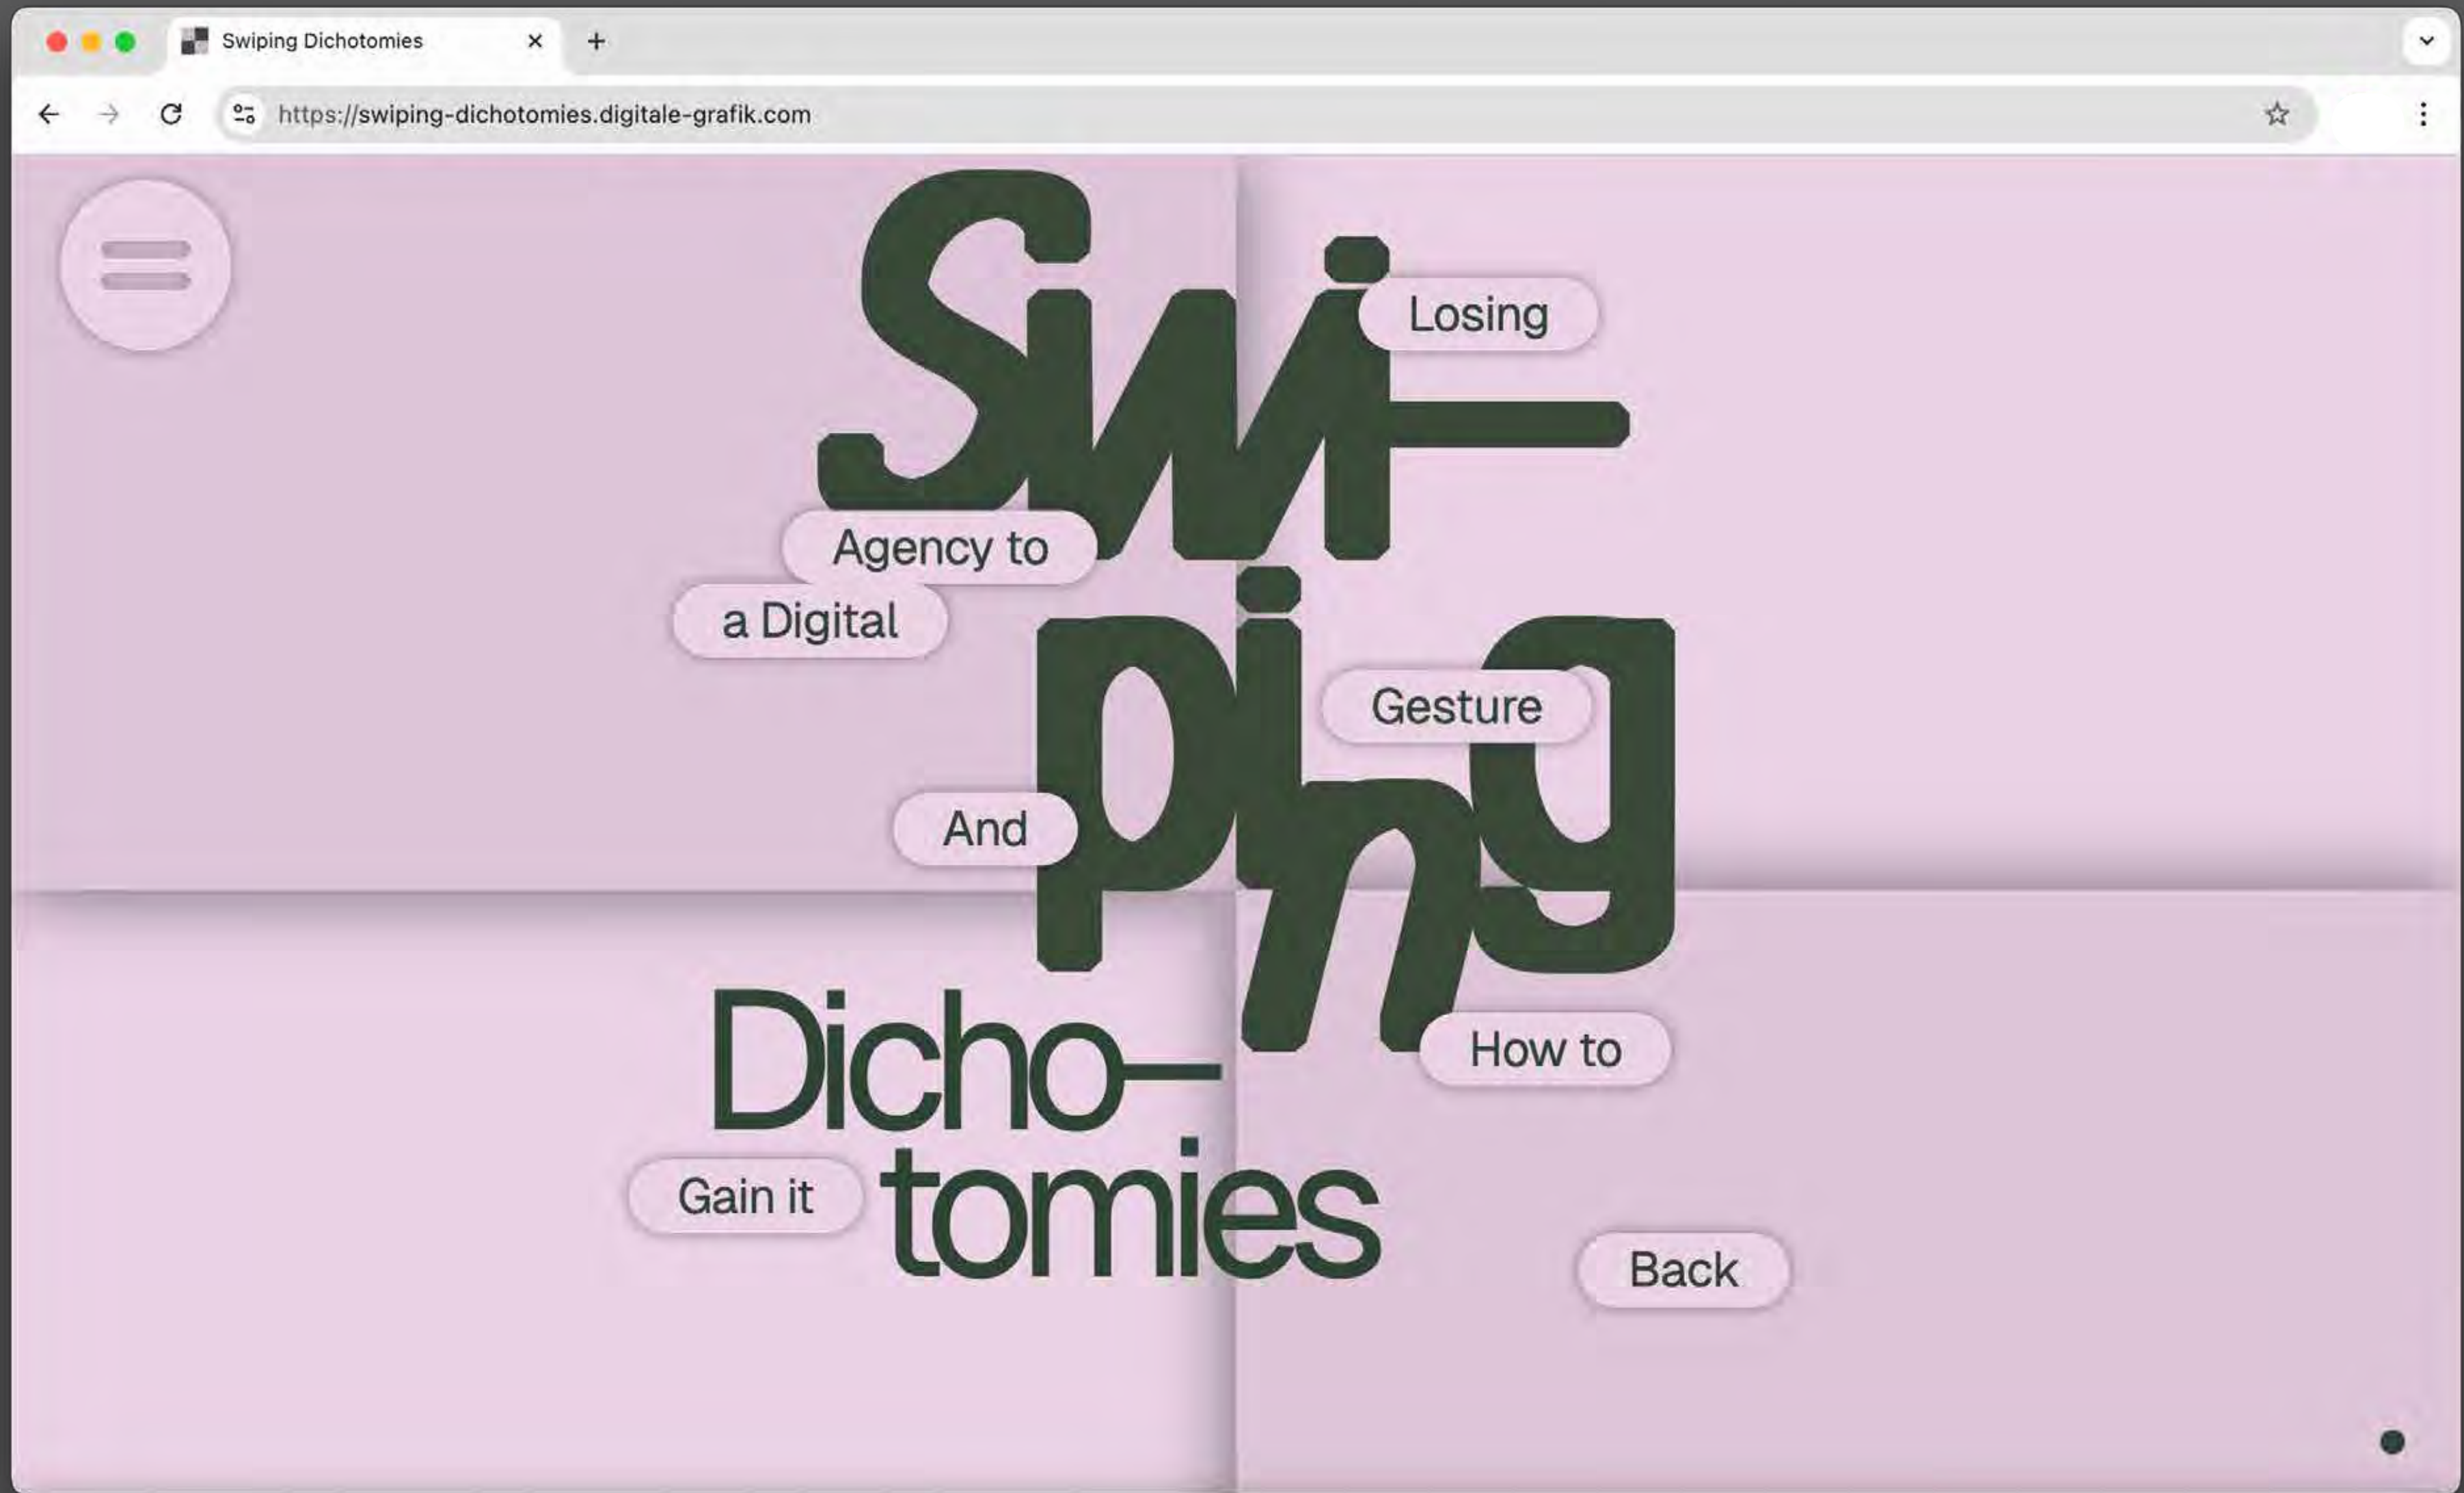 Swiping Dichotomies
https://swiping-dichotomies.digitale-grafik.com
Swi-
Losing
Agency to
a Digital
ping
Gesture
And
Dicho-
How to
tomies
Gain it
Back